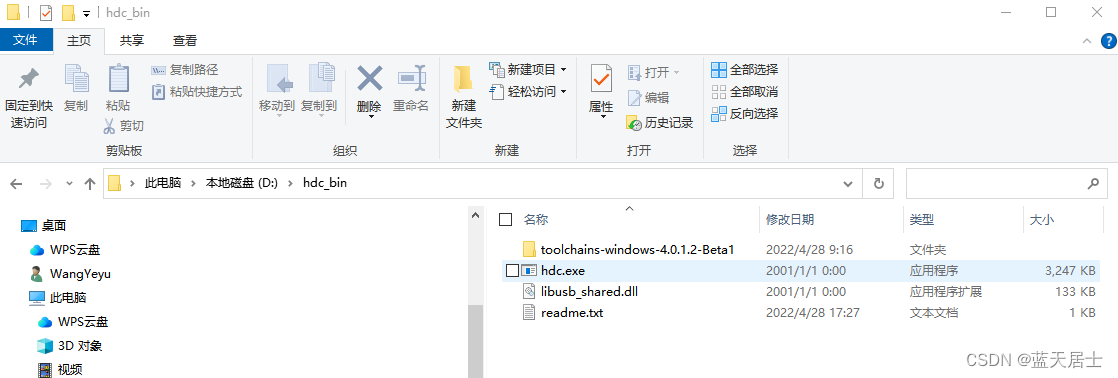 hdc_bin
文件 主页 共享 查看
固定到快速访问
复制
粘贴
复制路径
粘贴快捷方式
剪切
剪贴板
移动到
复制到
删除
重命名
组织
新建文件夹
新建项目
轻松访问
新建
属性
打开
编辑
历史记录
打开
全部选择
全部取消
反向选择
选择
此电脑 > 本地磁盘 (D:) > hdc_bin
桌面
WPS云盘
WangYeyu
此电脑
WPS云盘
3D 对象
视频
名称 修改日期 类型 大小
toolchains-windows-4.0.1.2-Beta1 2022/4/28 9:16 文件夹
hdc.exe 2001/1/1 0:00 应用程序 3,247 KB
libusb_shared.dll 2001/1/1 0:00 应用程序扩展 133 KB
readme.txt 2022/4/28 17:27 文本文档 1 KB
CSDN @蓝天居士